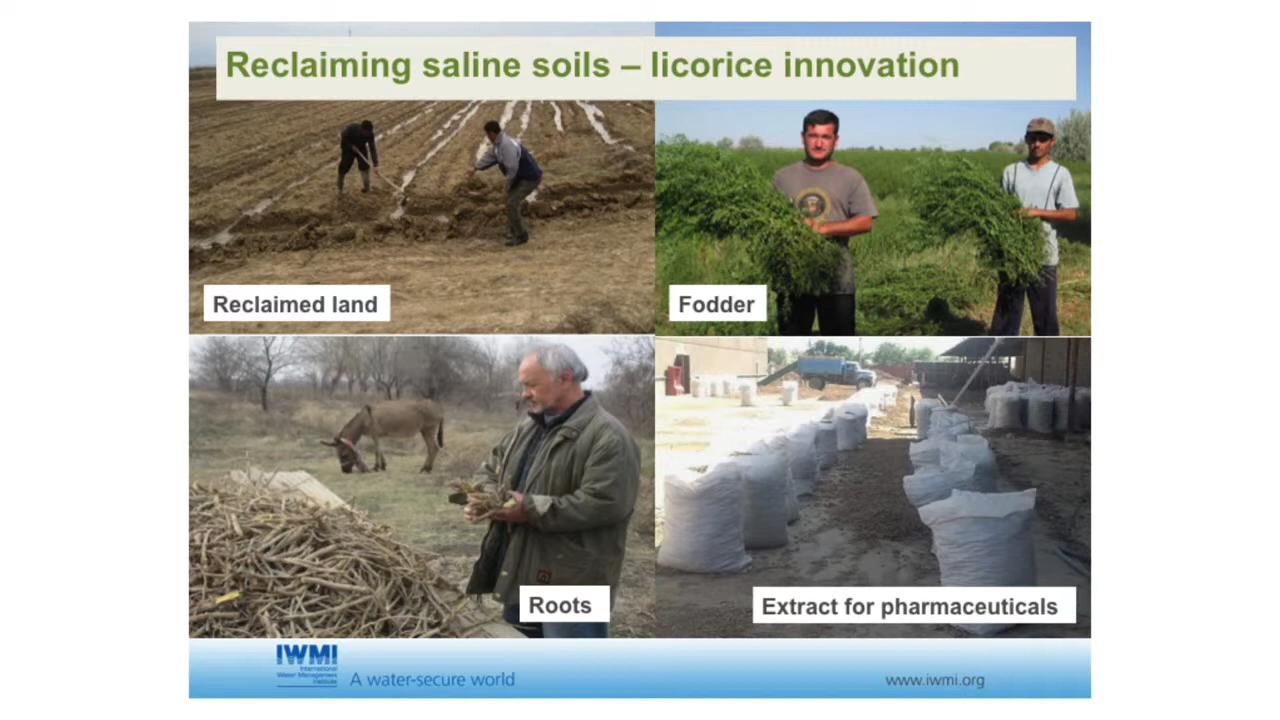 Reclaiming saline soils – licorice innovation
Reclaimed land
Fodder
Roots
Extract for pharmaceuticals
IWMI
International
Water Management
Institute
A water-secure world
www.iwmi.org